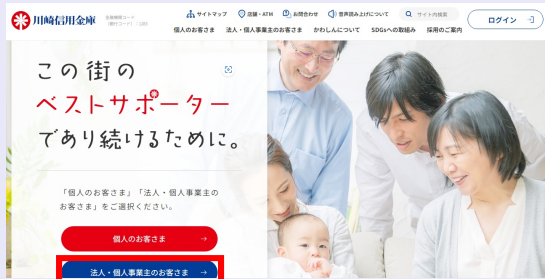 川崎信用金庫
サイトマップ
店舗・ATM
お問合わせ
音声読み上げについて
サイト内検索
ログイン
個人のお客さま
法人・個人事業主のお客さま
かわしんについて
SDGsへの取組み
採用のご案内
この街の
ベストサポーター
であり続けるために。
「個人のお客さま」「法人・個人事業主の
お客さま」をご選択ください。
個人のお客さま →
法人・個人事業主のお客さま →